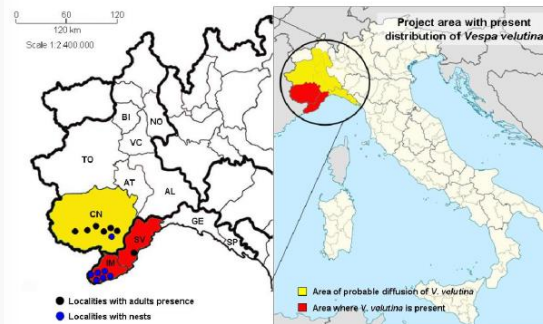 60 0 60 120
120 km
Scale 1:2.400.000
BI
NO
VC
TO
AT
AL
CN
GE
SV
SP
IM
Localities with adults presence
Localities with nests
Project area with present
distribution of Vespa velutina
Area of probable diffusion of V. velutina
Area where V. velutina is present